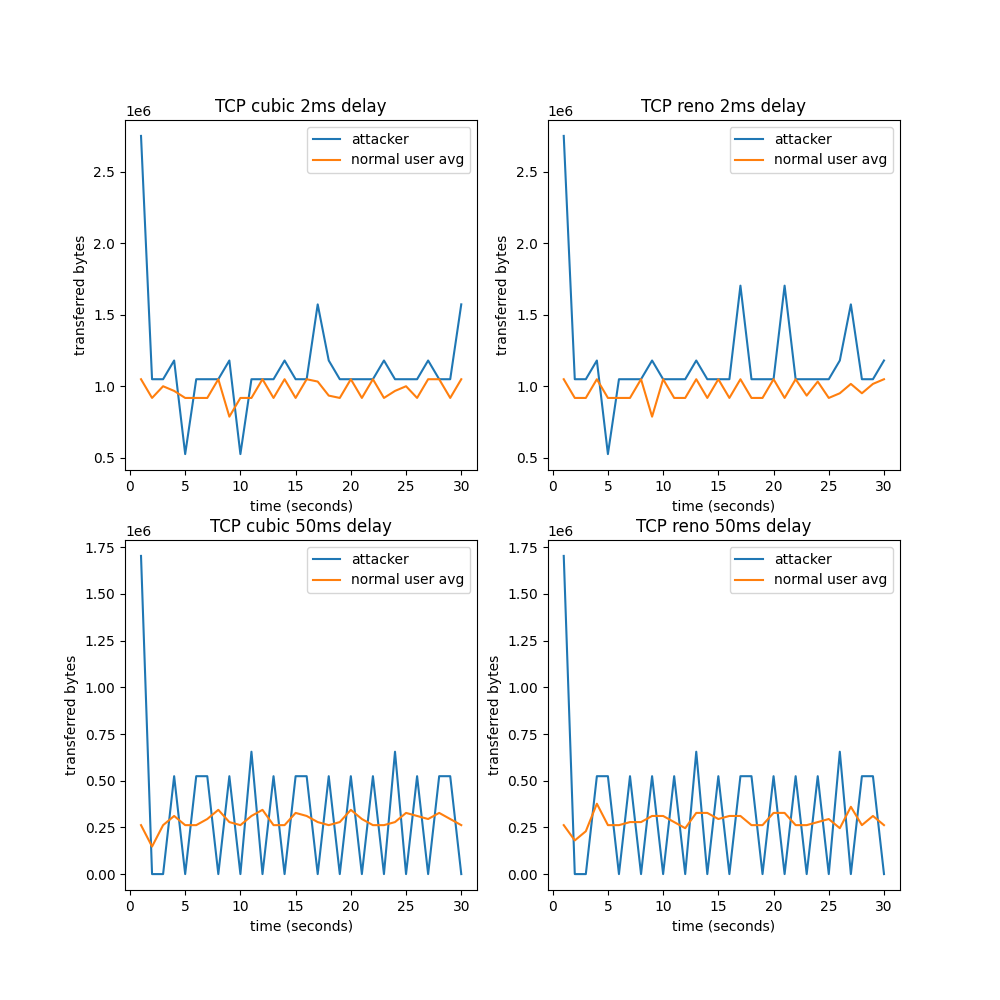 TCP cubic 2ms delay
1e6
attacker
normal user avg
2.5
2.0
1.5
1.0
0.5
transferred bytes
0 5 10 15 20 25 30
time (seconds)
TCP reno 2ms delay
1e6
attacker
normal user avg
2.5
2.0
1.5
1.0
0.5
transferred bytes
0 5 10 15 20 25 30
time (seconds)
TCP cubic 50ms delay
1e6
attacker
normal user avg
1.75
1.50
1.25
1.00
0.75
0.50
0.25
0.00
transferred bytes
0 5 10 15 20 25 30
time (seconds)
TCP reno 50ms delay
1e6
attacker
normal user avg
1.75
1.50
1.25
1.00
0.75
0.50
0.25
0.00
transferred bytes
0 5 10 15 20 25 30
time (seconds)